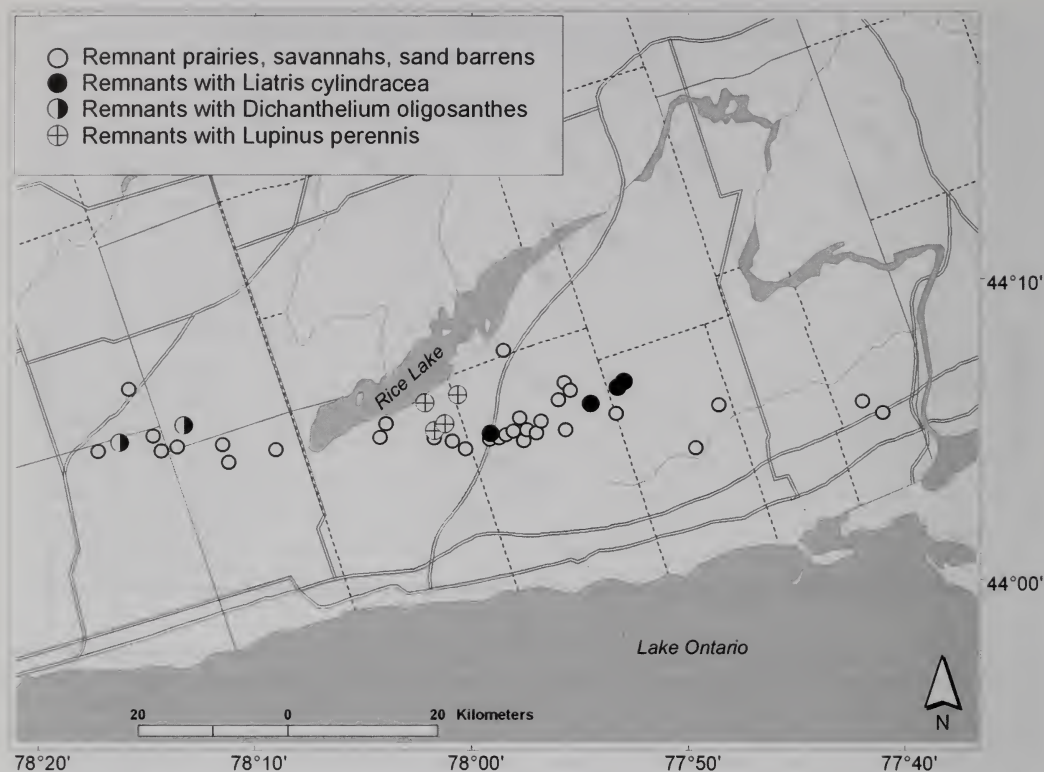 Remnant prairies, savannahs, sand barrens
Remnants with Liatris cylindracea
Remnants with Dichanthelium oligosanthes
Remnants with Lupinus perennis
44°10'
Rice Lake
44°00'
Lake Ontario
20 0 20 Kilometers
N
78°20' 78°10' 78°00' 77°50' 77°40'